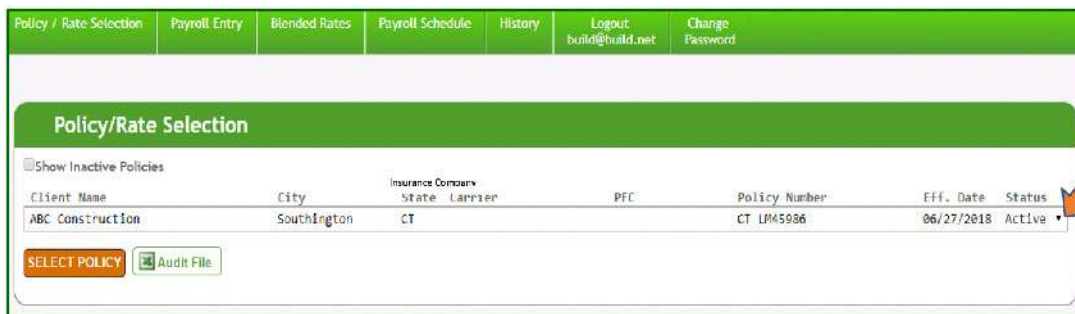 Policy / Rate Selection Payroll Entry Blended Rates Payroll Schedule History Logout Change
build@build.net Password
Policy/Rate Selection
Show Inactive Policies
Insurance Company
Client Name City State Carrier PFC Policy Number Eff. Date Status
ABC Construction Southington CT CT LM45986 06/27/2018 Active
SELECT POLICY Audit File